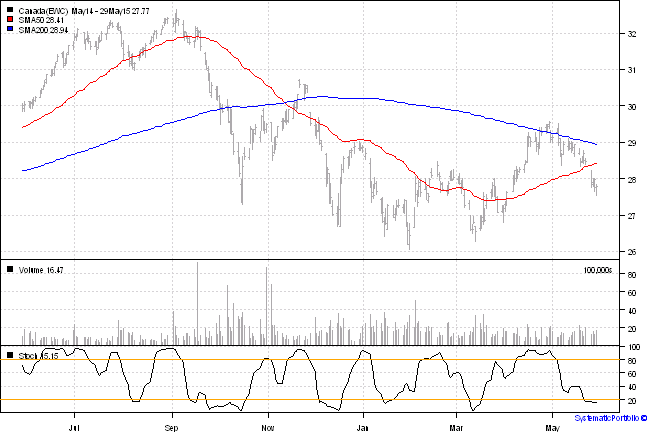 Canada(EWC) May14 - 29May15 27.77
SMA50 28.41
SMA200 28.94
32
31
30
29
28
27
26
Volume 16.47
100,000s
80
60
40
20
Stoch 15.15
100
80
60
40
20
Jul Sep Nov Jan Mar May
SystematicPortfolio ©